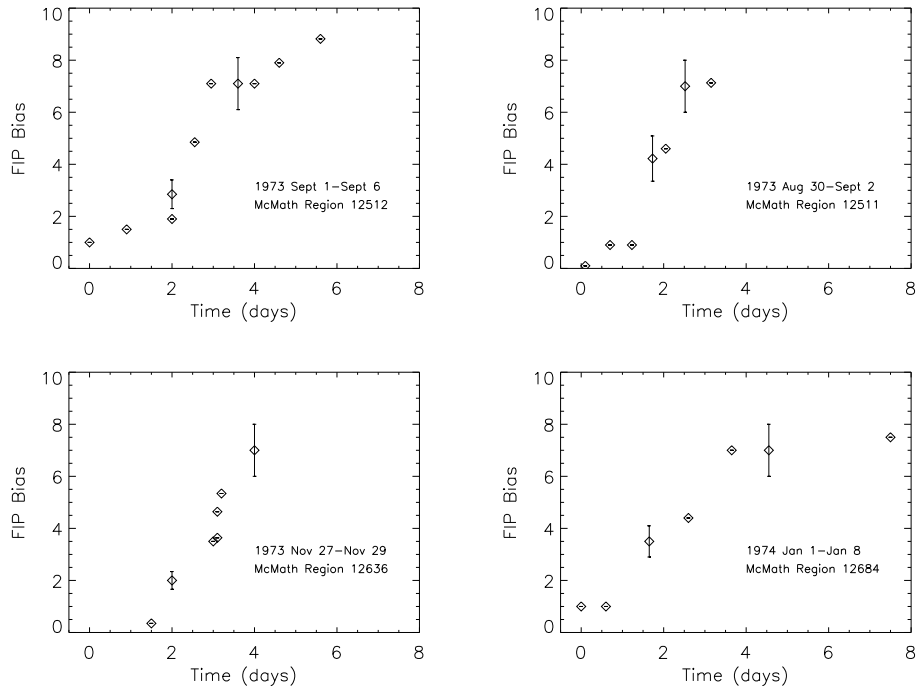 10
8
6
4
2
0
FIP Bias
1973 Sept 1-Sept 6
McMath Region 12512
0 2 4 6 8
Time (days)
10
8
6
4
2
0
FIP Bias
1973 Aug 30-Sept 2
McMath Region 12511
0 2 4 6 8
Time (days)
10
8
6
4
2
0
FIP Bias
1973 Nov 27-Nov 29
McMath Region 12636
0 2 4 6 8
Time (days)
10
8
6
4
2
0
FIP Bias
1974 Jan 1-Jan 8
McMath Region 12684
0 2 4 6 8
Time (days)